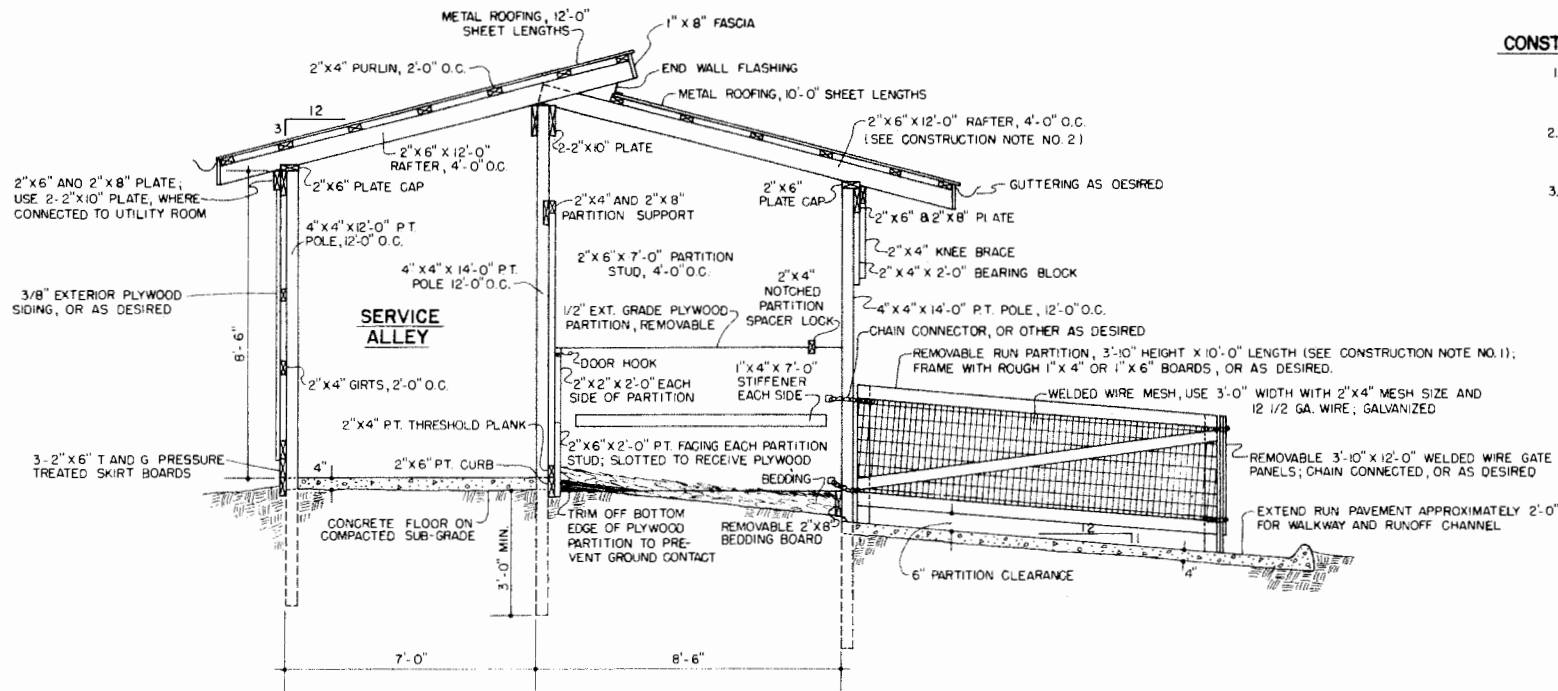 METAL ROOFING, 12'-0"
SHEET LENGTHS
1" X 8" FASCIA
CONST
2"X4" PURLIN, 2'-0" O.C.
END WALL FLASHING
1
METAL ROOFING, 10'-0" SHEET LENGTHS
12
3
2"X 6"X 12'-0" RAFTER, 4'-0" O.C.
(SEE CONSTRUCTION NOTE NO. 2)
2.
2"X 6"X 12'-0"
RAFTER, 4'-0" O.C.
2-2"X10" PLATE
2"X6" AND 2"X 8" PLATE;
USE 2-2"X10" PLATE, WHERE
CONNECTED TO UTILITY ROOM
2"X6" PLATE CAP
2"X 6"
PLATE CAP
GUTTERING AS DESIRED
3.
2"X4" AND 2"X8"
PARTITION SUPPORT
2"X6" & 2"X8" PLATE
4"X4"X12'-0" P.T.
POLE, 12'-0" O.C.
2"X4" KNEE BRACE
2"X6"X 7'-0" PARTITION
STUD, 4'-0" O.C.
2"X 4"X 2'-0" BEARING BLOCK
4"X4"X 14'-0" P.T.
POLE 12'-0" O.C.
2"X4"
NOTCHED
PARTITION
SPACER LOCK
3/8" EXTERIOR PLYWOOD
SIDING, OR AS DESIRED
1/2" EXT. GRADE PLYWOOD
PARTITION, REMOVABLE
4"X 4"X 14'-0" P.T. POLE, 12'-0" O.C.
SERVICE
ALLEY
CHAIN CONNECTOR, OR OTHER AS DESIRED
8'-6"
REMOVABLE RUN PARTITION, 3'-10" HEIGHT X 10'-0" LENGTH (SEE CONSTRUCTION NOTE NO. 1);
FRAME WITH ROUGH 1"X 4" OR 1"X 6" BOARDS, OR AS DESIRED.
DOOR HOOK
2"X4" GIRTS, 2'-0" O.C.
2"X 2"X 2'-0" EACH
SIDE OF PARTITION
1"X4"X 7'-0"
STIFFENER
EACH SIDE
WELDED WIRE MESH, USE 3'-0" WIDTH WITH 2"X4" MESH SIZE AND
12 1/2 GA. WIRE; GALVANIZED
2"X4" P.T. THRESHOLD PLANK
2"X6"X 2'-0" P.T. FACING EACH PARTITION
STUD; SLOTTED TO RECEIVE PLYWOOD
3-2"X6" T AND G PRESSURE
TREATED SKIRT BOARDS
4"
2"X6" P.T. CURB
BEDDING
REMOVABLE 3'-10"X 12'-0" WELDED WIRE GATE
PANELS; CHAIN CONNECTED, OR AS DESIRED
CONCRETE FLOOR ON
COMPACTED SUB-GRADE
TRIM OFF BOTTOM
EDGE OF PLYWOOD
PARTITION TO PRE-
VENT GROUND CONTACT
REMOVABLE 2"X8"
BEDDING BOARD
12
1
EXTEND RUN PAVEMENT APPROXIMATELY 2'-0"
FOR WALKWAY AND RUNOFF CHANNEL
3'-0" MIN.
6" PARTITION CLEARANCE
4"
7'-0"
8'-6"